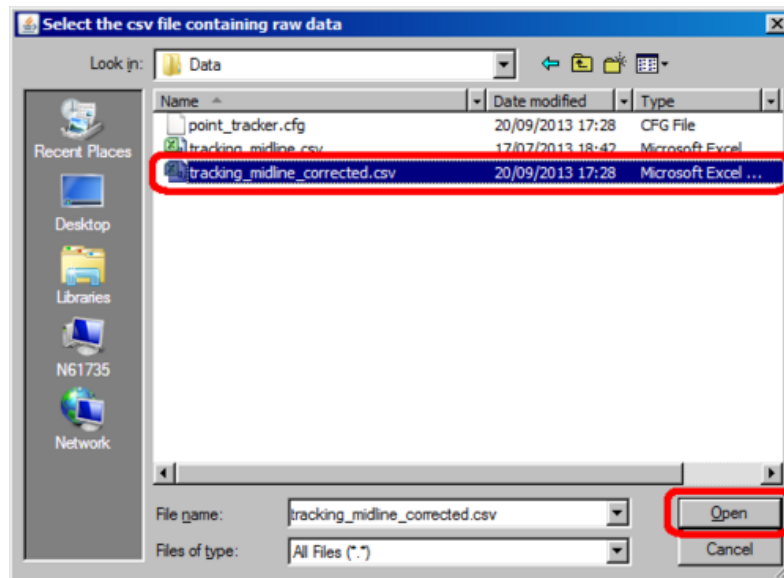 Select the csv file containing raw data
Look in: Data
Name Date modified Type
point_tracker.cfg 20/09/2013 17:28 CFG File
tracking_midline.csv 17/07/2013 18:42 Microsoft Excel
tracking_midline_corrected.csv 20/09/2013 17:28 Microsoft Excel ...
Recent Places
Desktop
Libraries
N61735
Network
File name: tracking_midline_corrected.csv Open
Files of type: All Files (*.*) Cancel